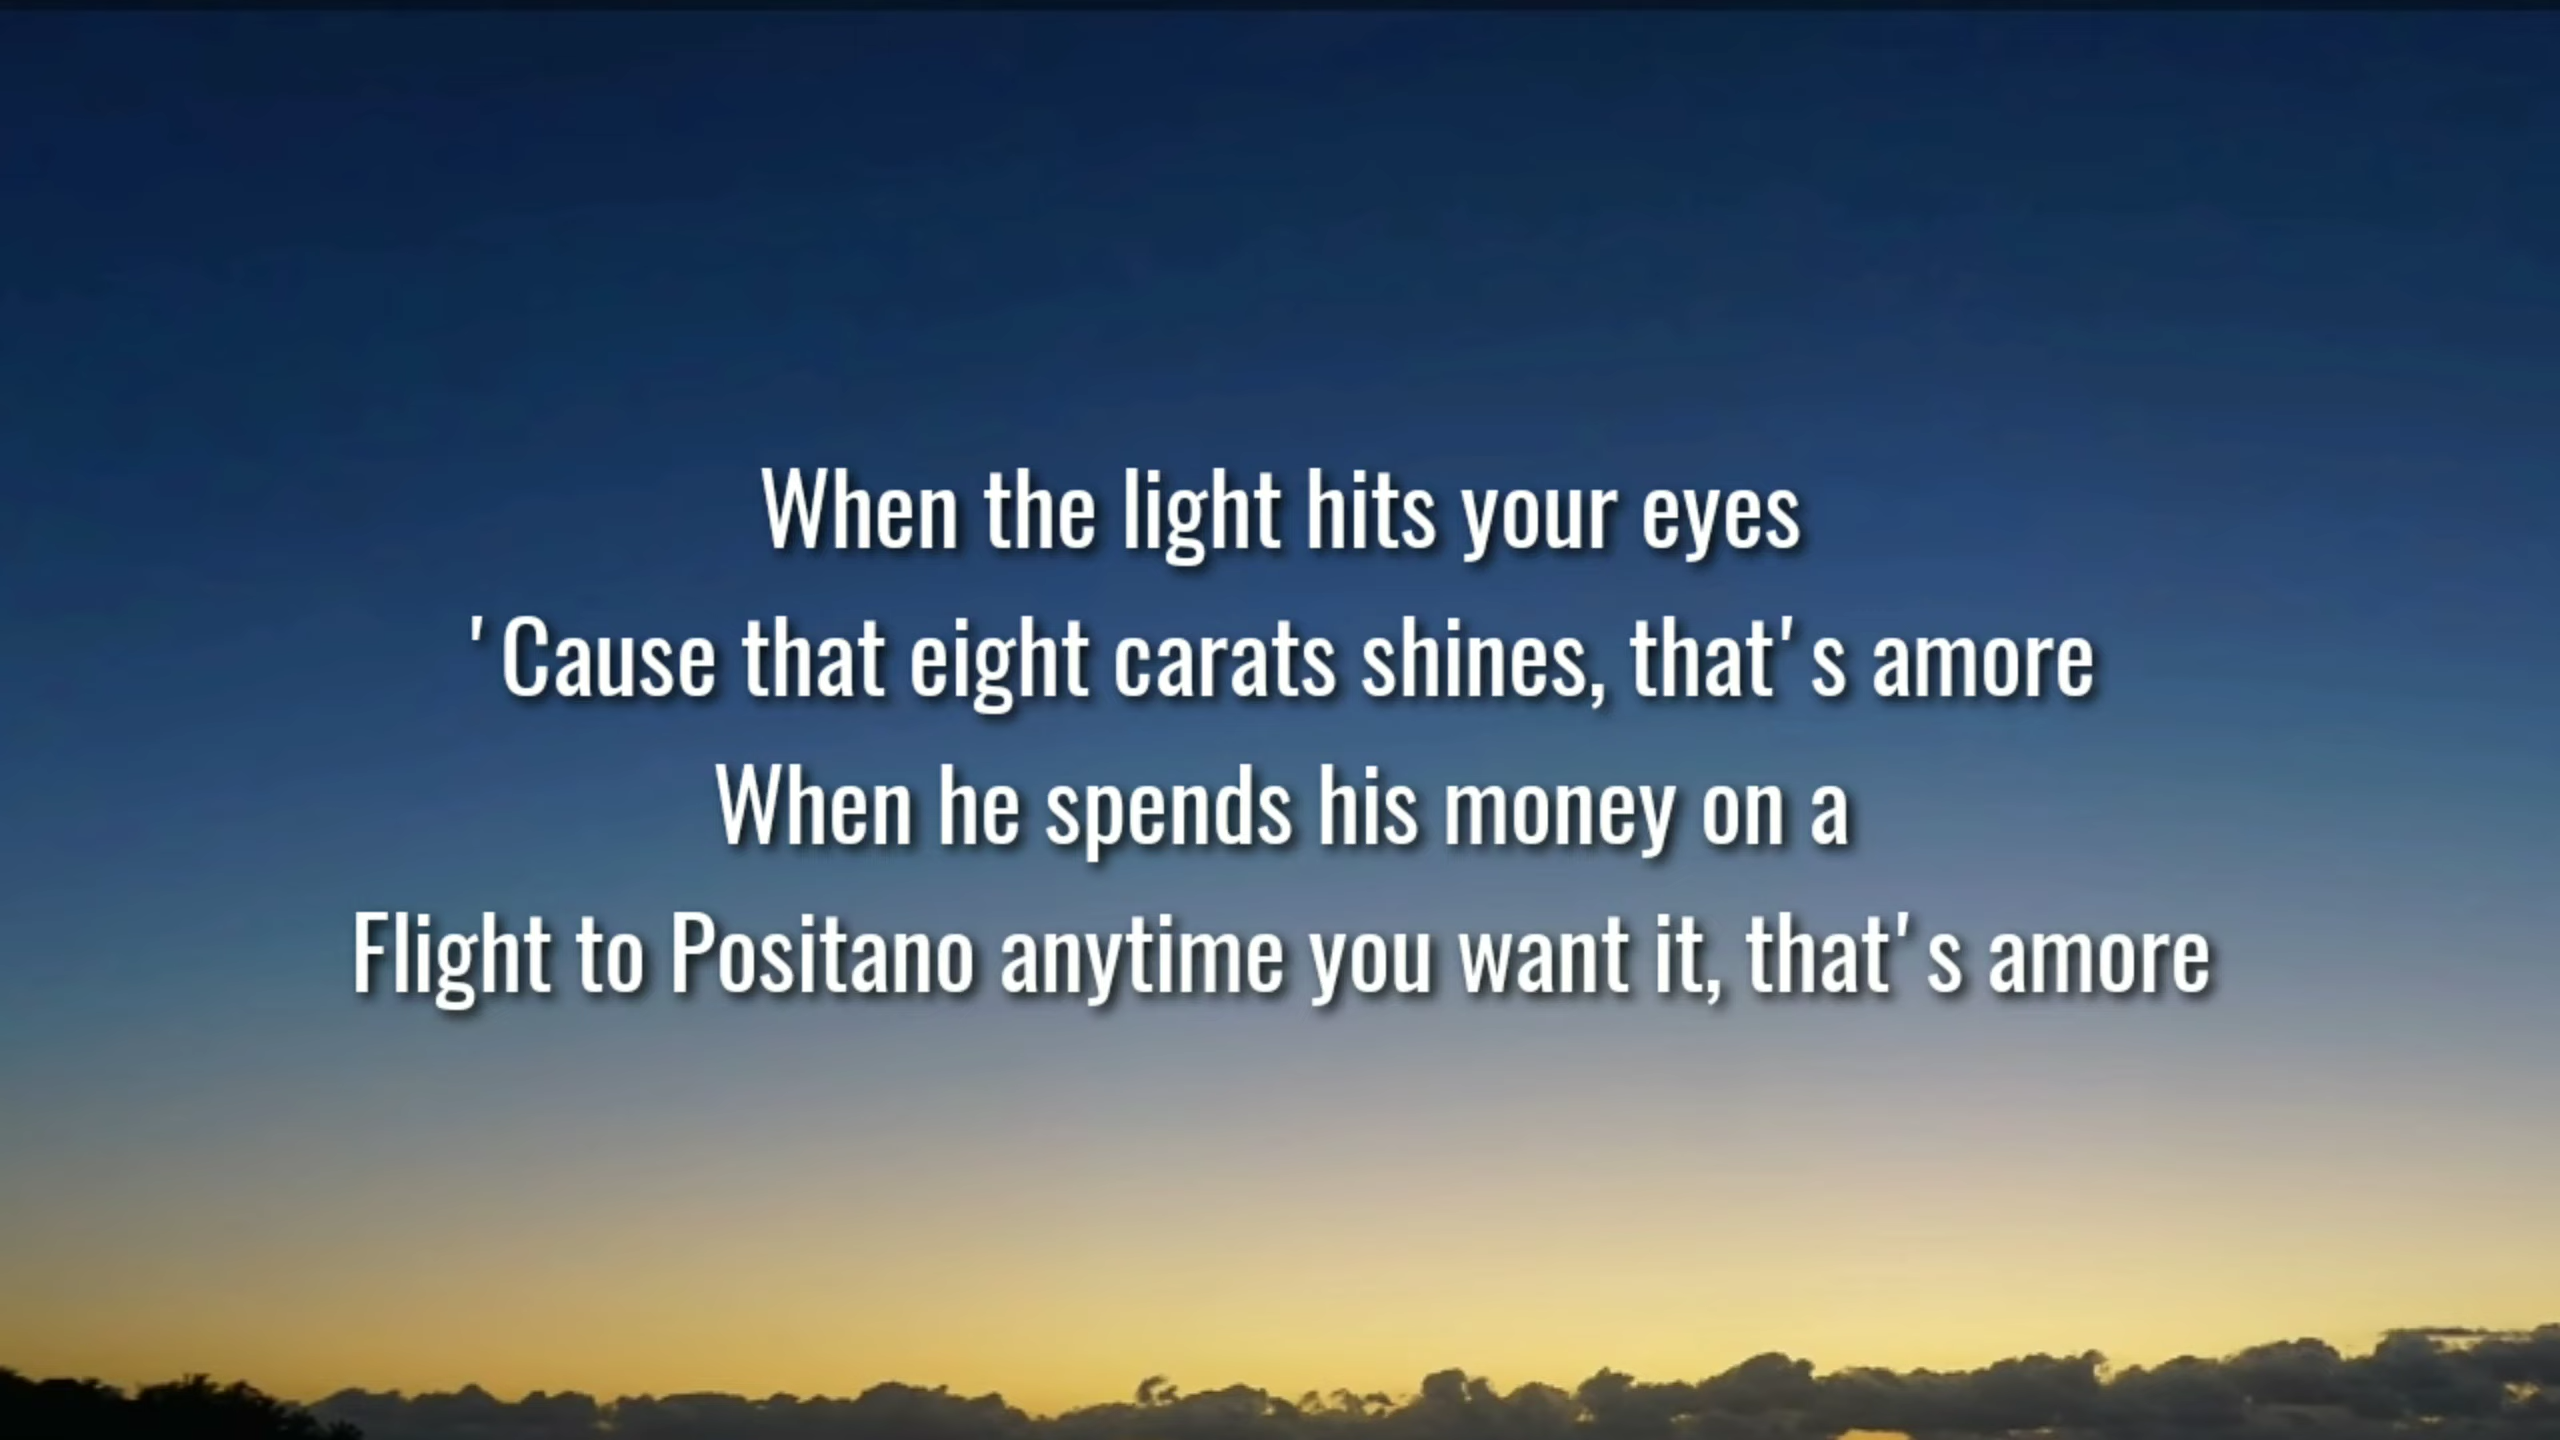 When the light hits your eyes
'Cause that eight carats shines, that's amore
When he spends his money on a
Flight to Positano anytime you want it, that's amore